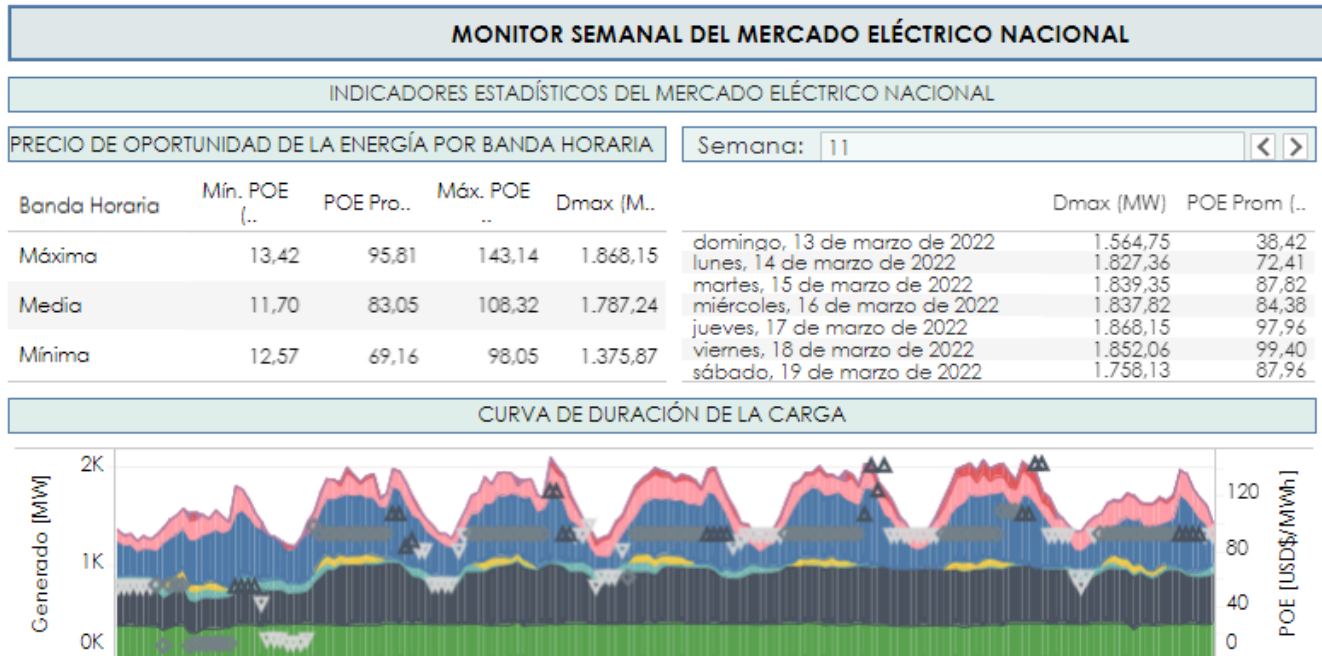 MONITOR SEMANAL DEL MERCADO ELÉCTRICO NACIONAL
INDICADORES ESTADÍSTICOS DEL MERCADO ELÉCTRICO NACIONAL
PRECIO DE OPORTUNIDAD DE LA ENERGÍA POR BANDA HORARIA
Banda Horaria Mín. POE (.. POE Pro.. Máx. POE .. Dmax (M..
Máxima 13,42 95,81 143,14 1.868,15
Media 11,70 83,05 108,32 1.787,24
Mínima 12,57 69,16 98,05 1.375,87
Semana: 11
Dmax (MW) POE Prom (..
domingo, 13 de marzo de 2022 1.564,75 38,42
lunes, 14 de marzo de 2022 1.827,36 72,41
martes, 15 de marzo de 2022 1.839,35 87,82
miércoles, 16 de marzo de 2022 1.837,82 84,38
jueves, 17 de marzo de 2022 1.868,15 97,96
viernes, 18 de marzo de 2022 1.852,06 99,40
sábado, 19 de marzo de 2022 1.758,13 87,96
CURVA DE DURACIÓN DE LA CARGA
Generado [MW]
2K
1K
0K
120
80
40
0
POE [USD$/MWh]